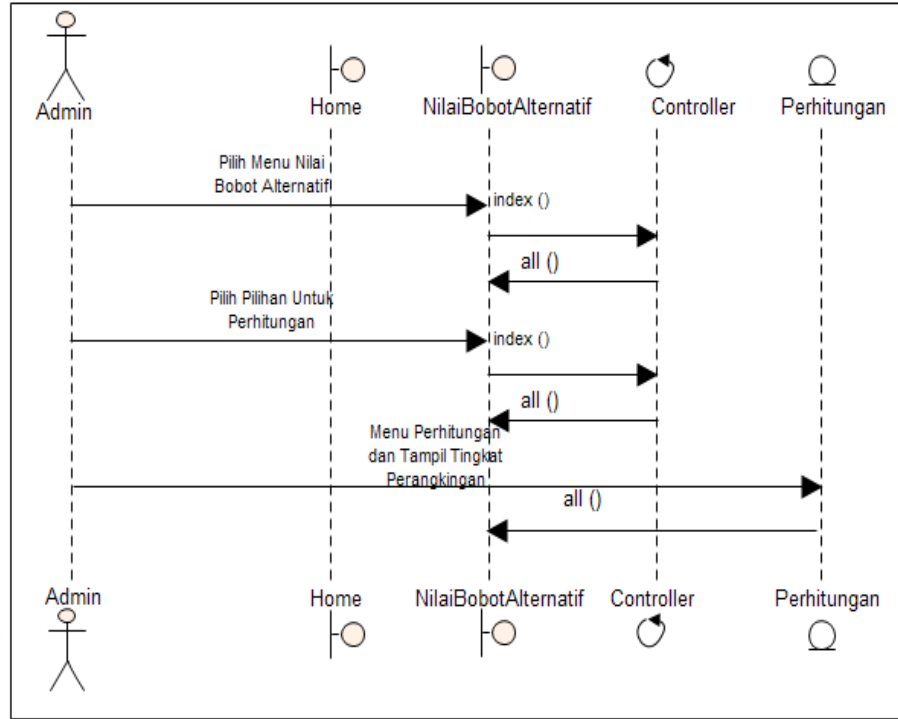 Admin
Home
NilaiBobotAlternatif
Controller
Perhitungan
Pilih Menu Nilai
Bobot Alternatif
index ()
all ()
Pilih Pilihan Untuk
Perhitungan
index ()
all ()
Menu Perhitungan
dan Tampil Tingkat
Perangkingan
all ()
Admin
Home
NilaiBobotAlternatif
Controller
Perhitungan